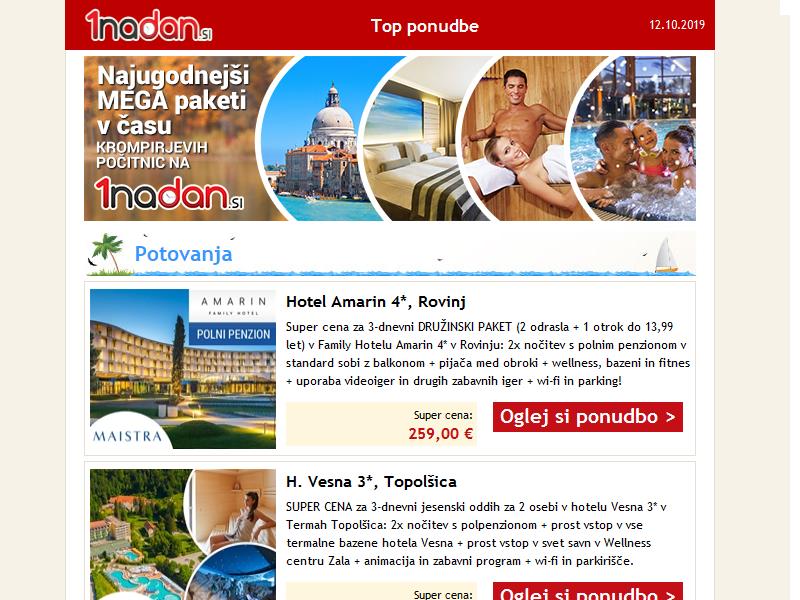 1nadan.si
Top ponudbe
12.10.2019
Najugodnejši
MEGA paketi
v času
KROMPIRJEVIH
POČITNIC NA
1nadan.si
Potovanja
AMARIN
FAMILY HOTEL
POLNI PENZION
MAISTRA
Hotel Amarin 4*, Rovinj
Super cena za 3-dnevni DRUŽINSKI PAKET (2 odrasla + 1 otrok do 13,99
let) v Family Hotelu Amarin 4* v Rovinju: 2x nočitev s polnim penzionom v
standard sobi z balkonom + pijača med obroki + wellness, bazeni in fitnes
+ uporaba videoiger in drugih zabavnih iger + wi-fi in parking!
Super cena:
259,00 €
Oglej si ponudbo >
H. Vesna 3*, Topolšica
SUPER CENA za 3-dnevni jesenski oddih za 2 osebi v hotelu Vesna 3* v
Termah Topolšica: 2x nočitev s polpenzionom + prost vstop v vse
termalne bazene hotela Vesna + prost vstop v svet savn v Wellness
centru Zala + animacija in zabavni program + wi-fi in parkirišče.
Super cena:
Oglej si ponudbo >